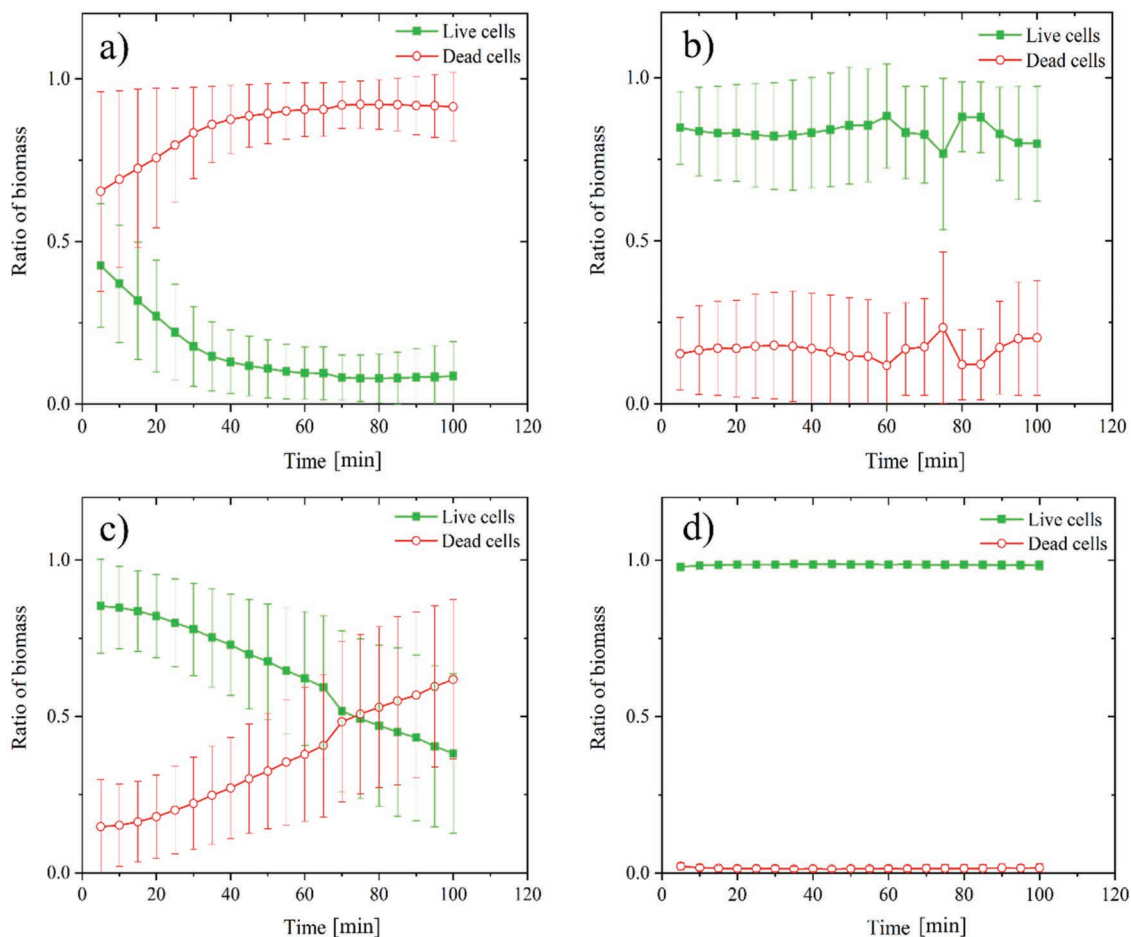 a)
Live cells
Dead cells
1.0
0.5
0.0
Ratio of biomass
0 20 40 60 80 100 120
Time [min]
b)
Live cells
Dead cells
1.0
0.5
0.0
Ratio of biomass
0 20 40 60 80 100 120
Time [min]
c)
Live cells
Dead cells
1.0
0.5
0.0
Ratio of biomass
0 20 40 60 80 100 120
Time [min]
d)
Live cells
Dead cells
1.0
0.5
0.0
Ratio of biomass
0 20 40 60 80 100 120
Time [min]